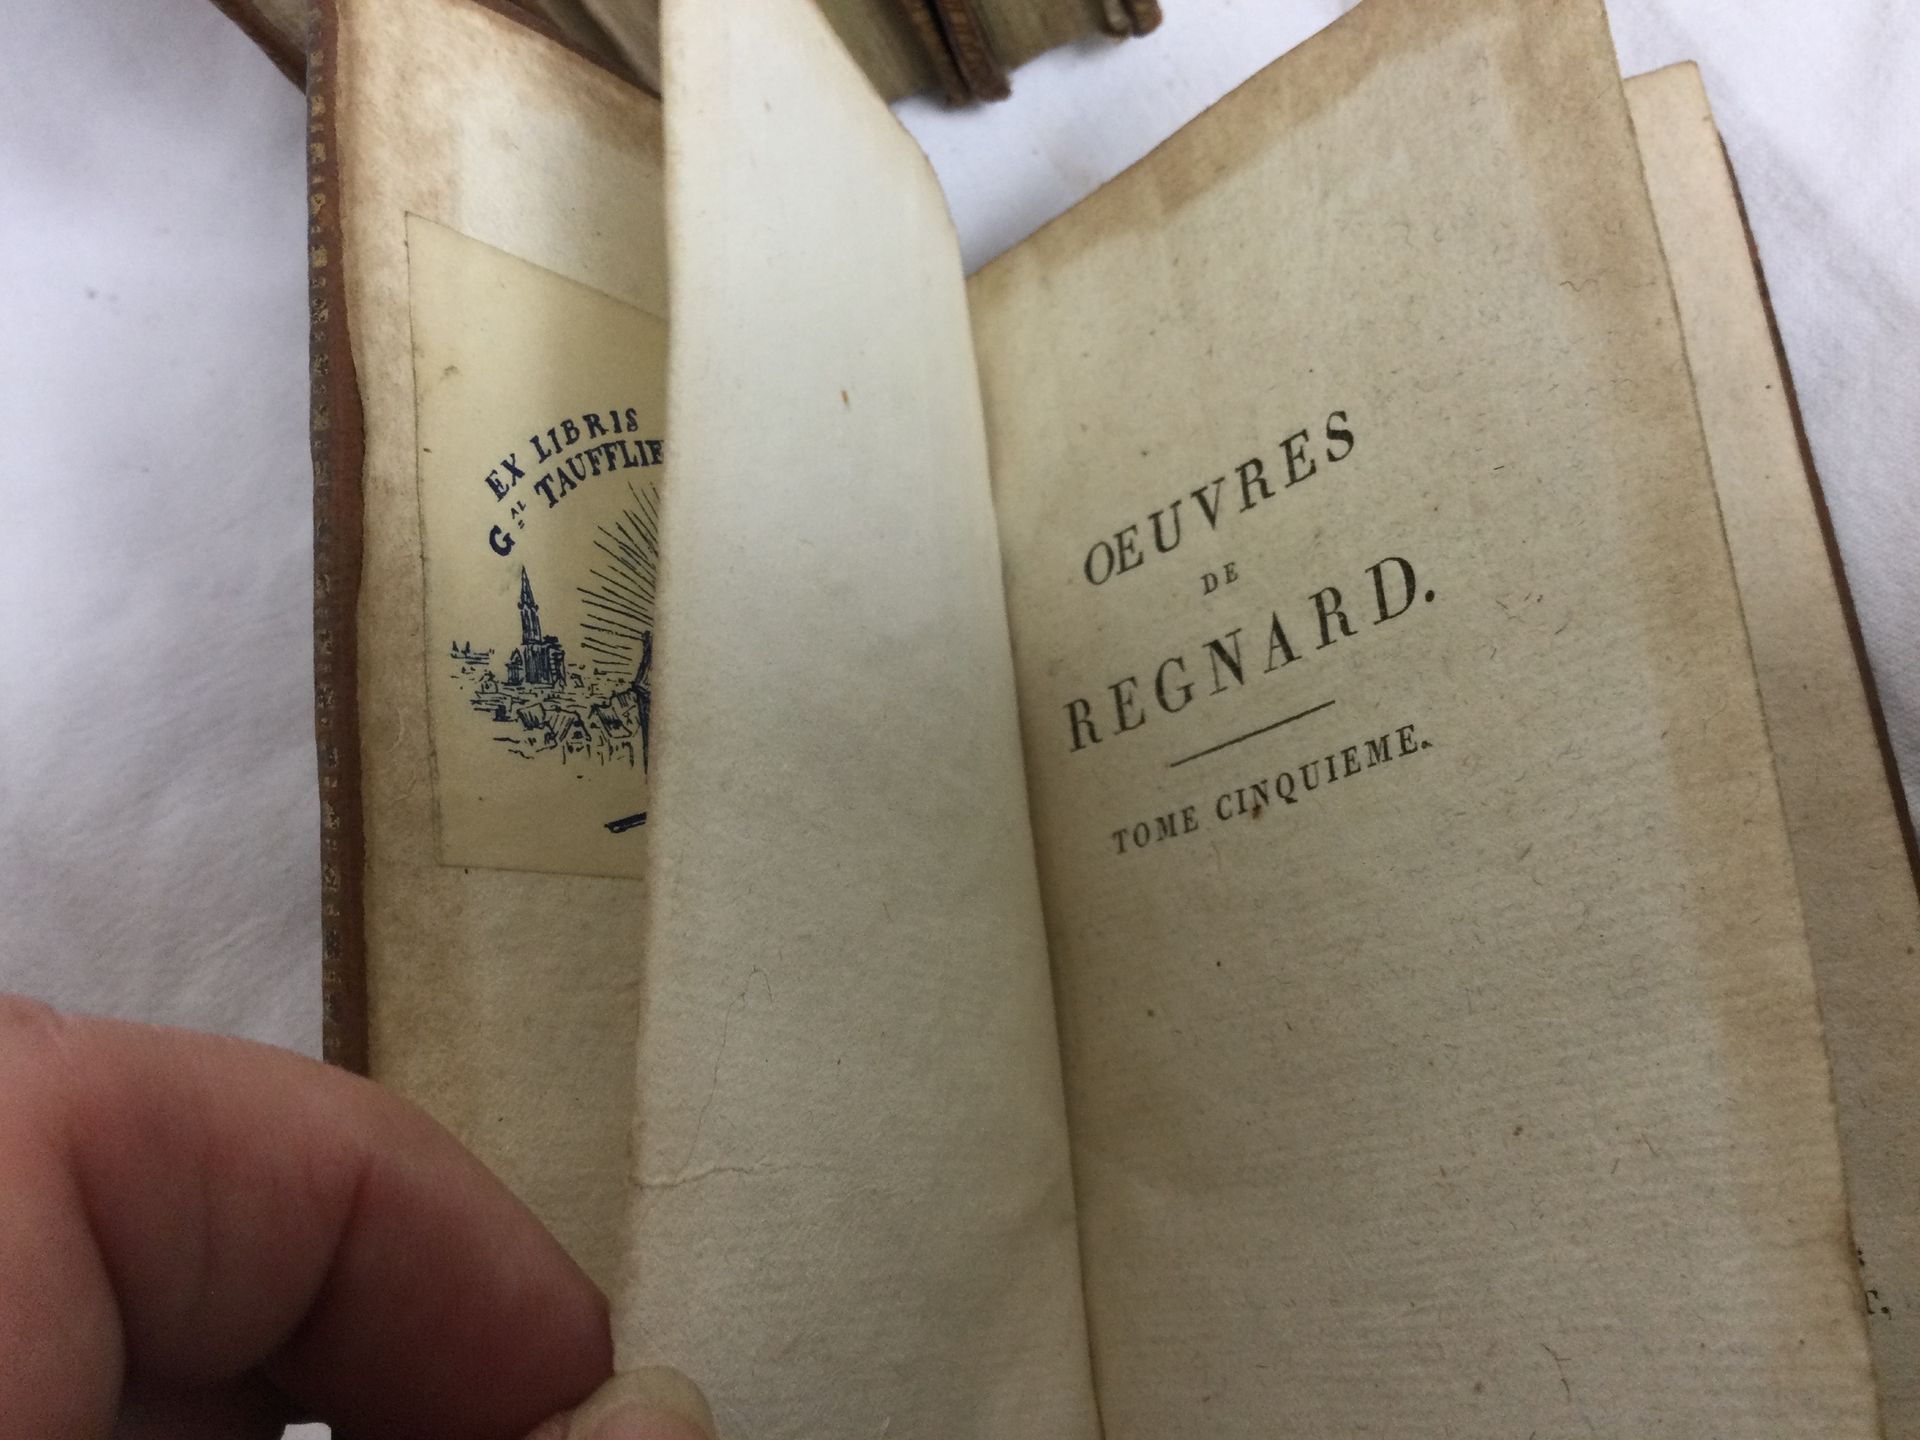 EX LIBRIS
GAL TAUFFLIE
OEUVRES
DE
REGNARD.
TOME CINQUIEME.